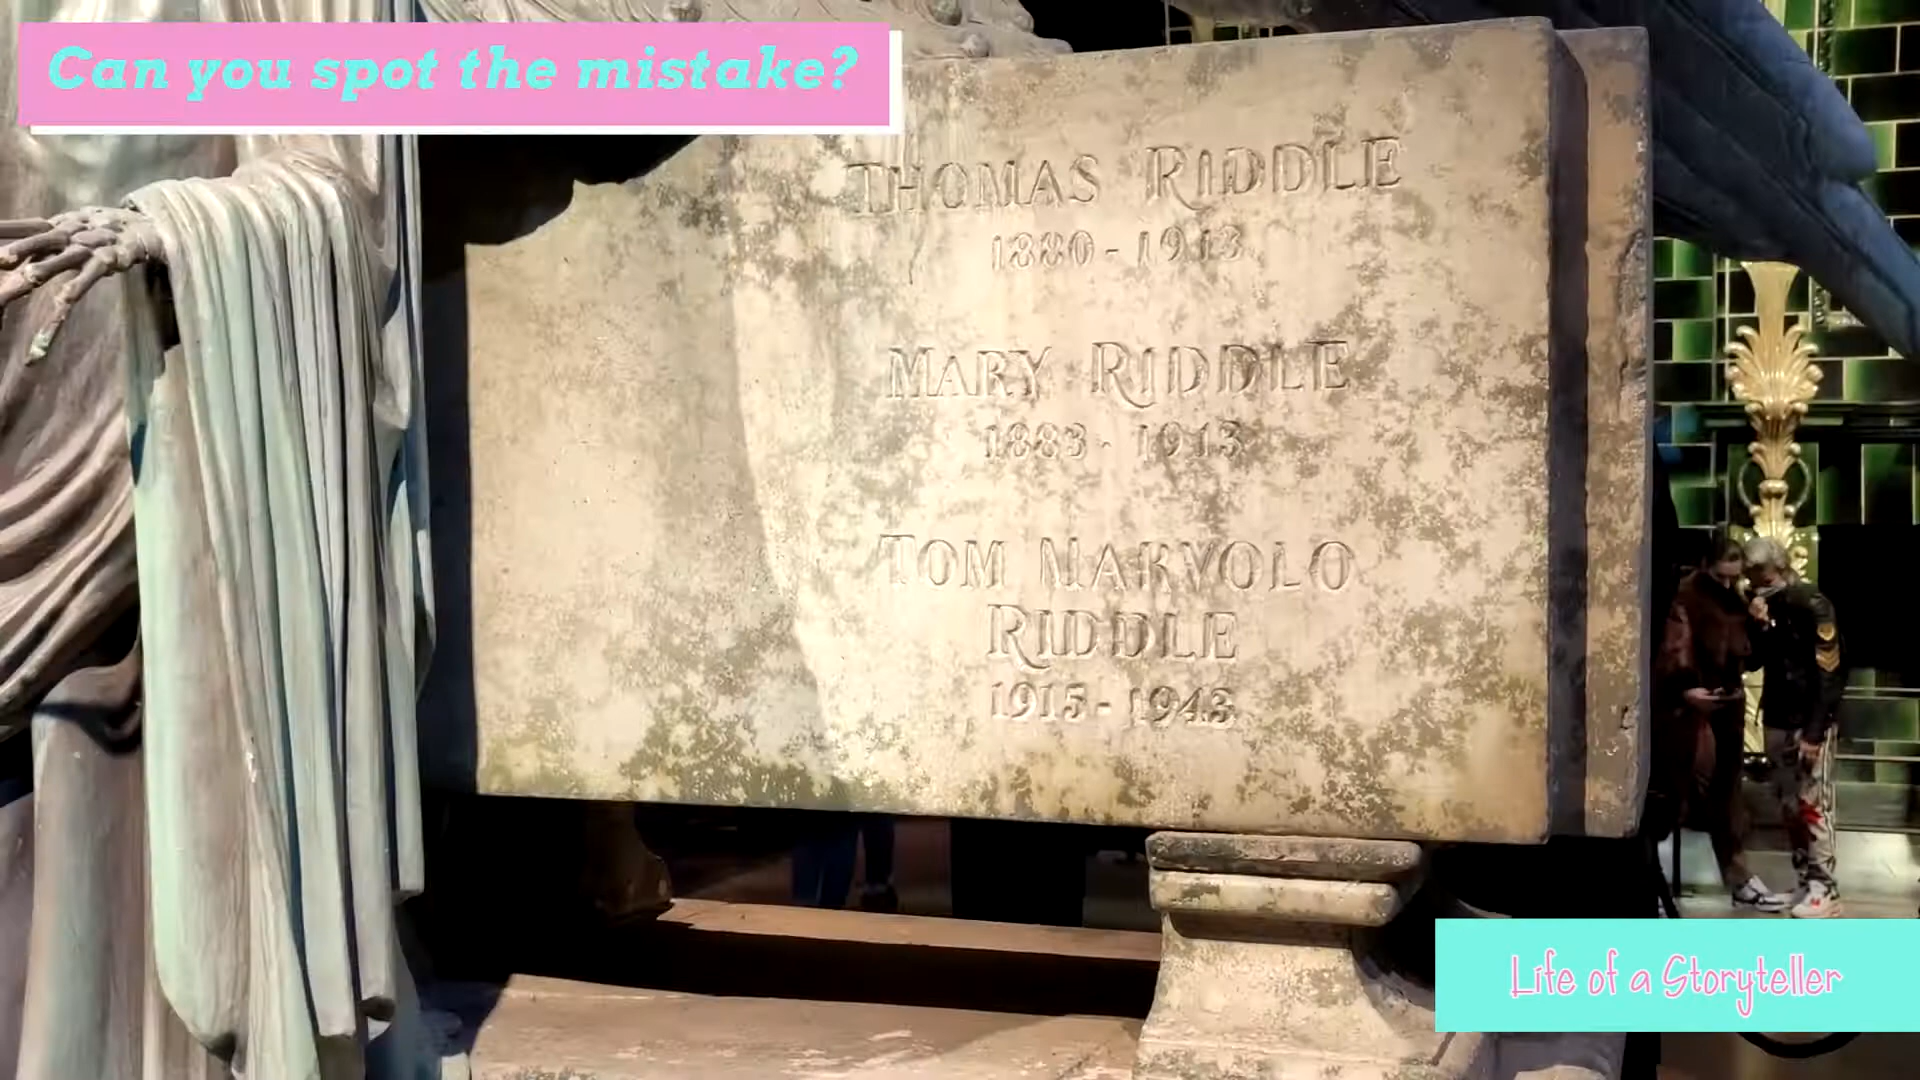 Can you spot the mistake?
THOMAS RIDDLE
1880 - 1913
MARY RIDDLE
1883 - 1913
TOM MARVOLO
RIDDLE
1915 - 1943
Life of a Storyteller